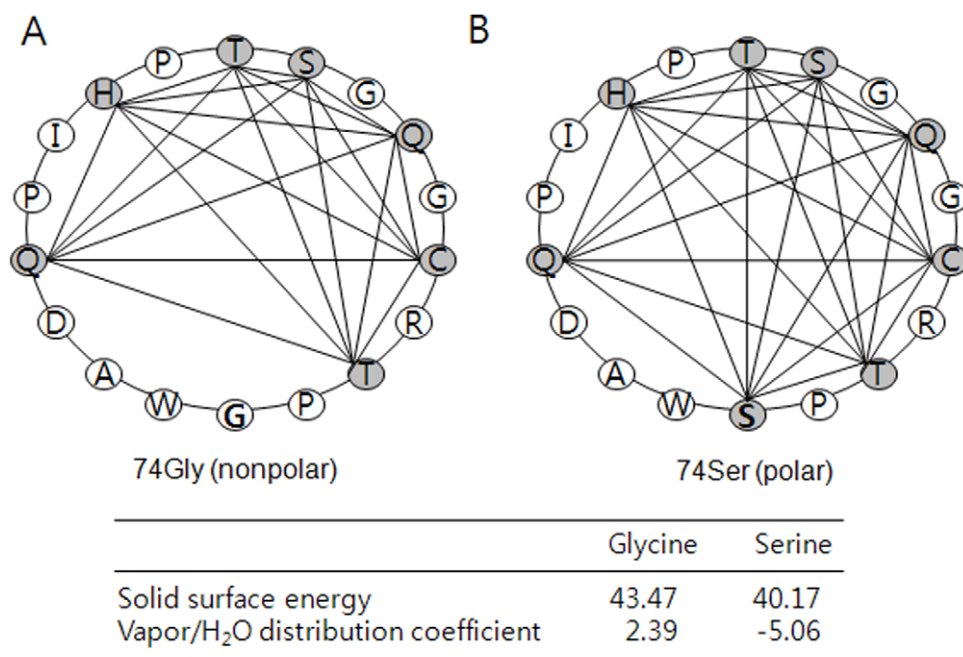 A
P T S
H G
I Q
P G
Q C
D R
A T
W G P
74Gly (nonpolar)
B
P T S
H G
I Q
P G
Q C
D R
A T
W S P
74Ser (polar)
Glycine Serine
Solid surface energy 43.47 40.17
Vapor/H₂O distribution coefficient 2.39 -5.06